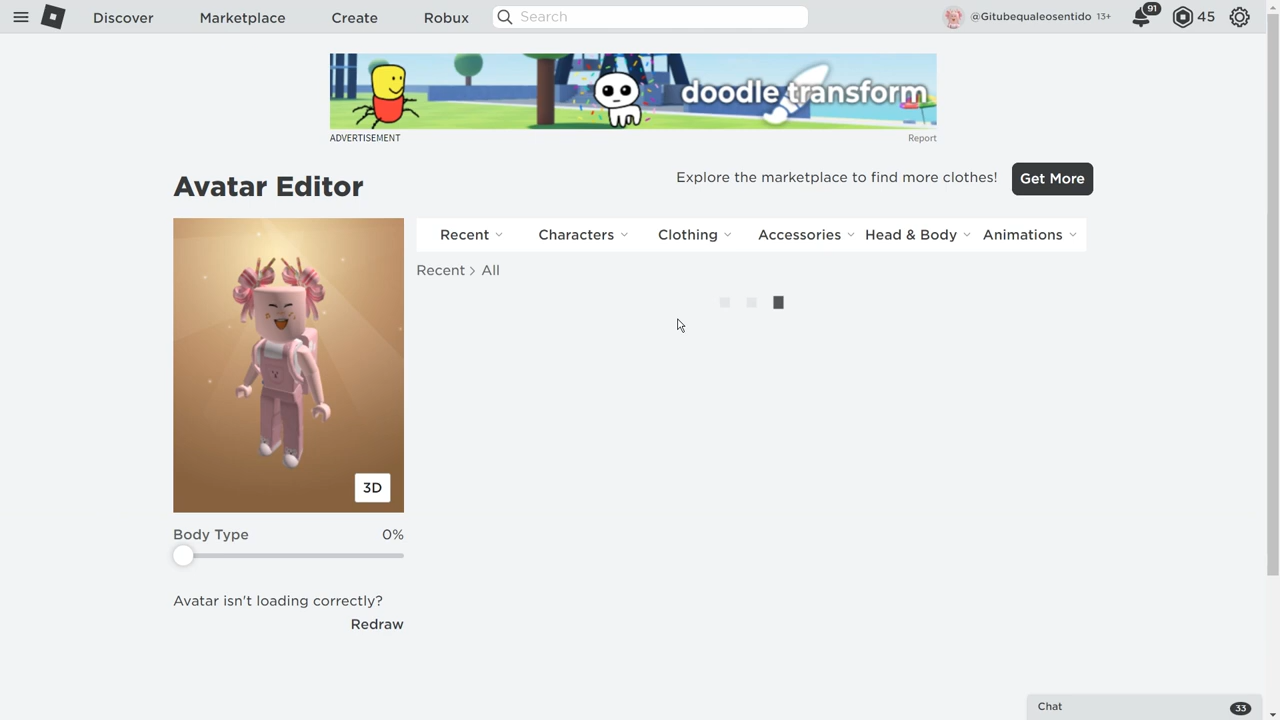 Discover Marketplace Create Robux Search @Gitubequaleosentido 13+ 91 45
doodle transform
ADVERTISEMENT Report
Avatar Editor Explore the marketplace to find more clothes! Get More
Recent Characters Clothing Accessories Head & Body Animations
Recent > All
3D
Body Type 0%
Avatar isn't loading correctly?
Redraw
Chat 33